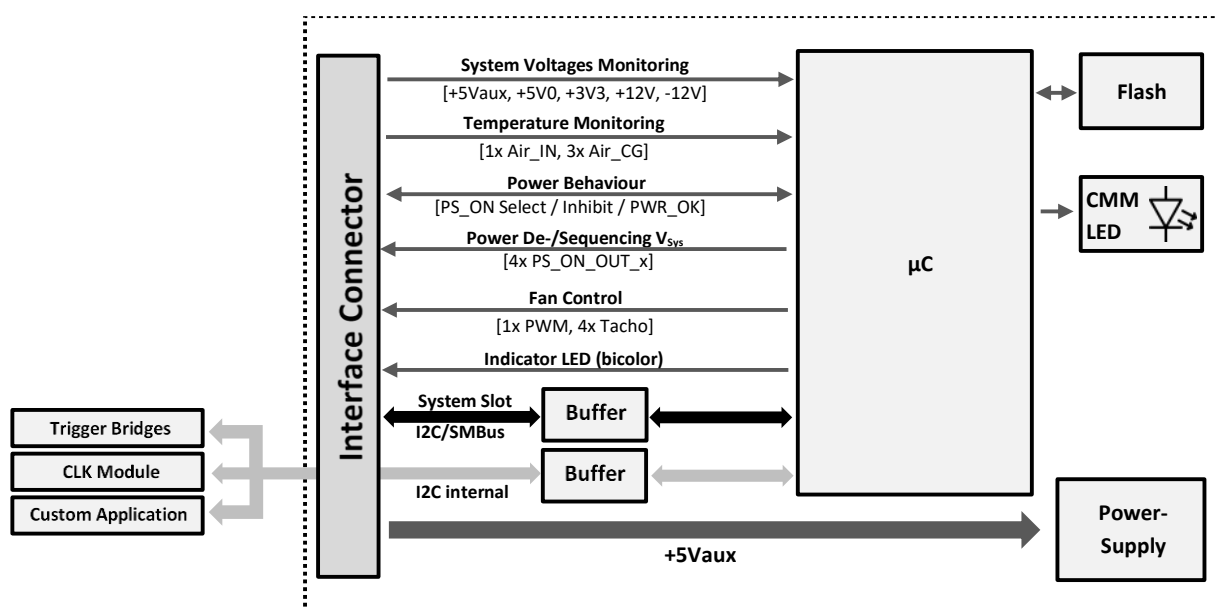 System Voltages Monitoring
[+5Vaux, +5V0, +3V3, +12V, -12V]
Temperature Monitoring
[1x Air_IN, 3x Air_CG]
Power Behaviour
[PS_ON Select / Inhibit / PWR_OK]
Power De-/Sequencing VSys
[4x PS_ON_OUT_x]
Fan Control
[1x PWM, 4x Tacho]
Indicator LED (bicolor)
System Slot
I2C/SMBus
Buffer
I2C internal
Buffer
+5Vaux
Interface Connector
µC
Flash
CMM
LED
Power-
Supply
Trigger Bridges
CLK Module
Custom Application